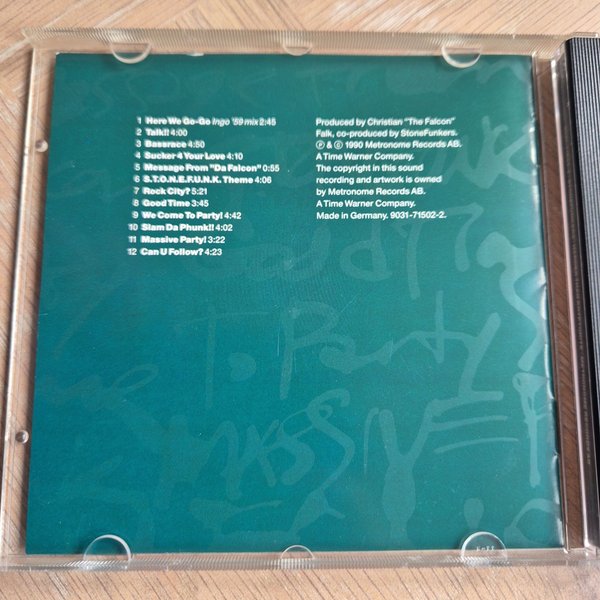 1 Here We Go-Go Ingo '59 mix 2:45
2 Talk!! 4:00
3 Bassrace 4:50
4 Sucker 4 Your Love 4:10
5 Message From "Da Falcon" 0:55
6 S.T.O.N.E.F.U.N.K. Theme 4:06
7 Rock City? 5:21
8 Good Time 3:45
9 We Come To Party! 4:42
10 Slam Da Phunk!! 4:02
11 Massive Party! 3:22
12 Can U Follow? 4:23
Produced by Christian "The Falcon"
Falk, co-produced by StoneFunkers.
℗ & © 1990 Metronome Records AB.
A Time Warner Company.
The copyright in this sound
recording and artwork is owned
by Metronome Records AB.
A Time Warner Company.
Made in Germany. 9031-71502-2.
To Party